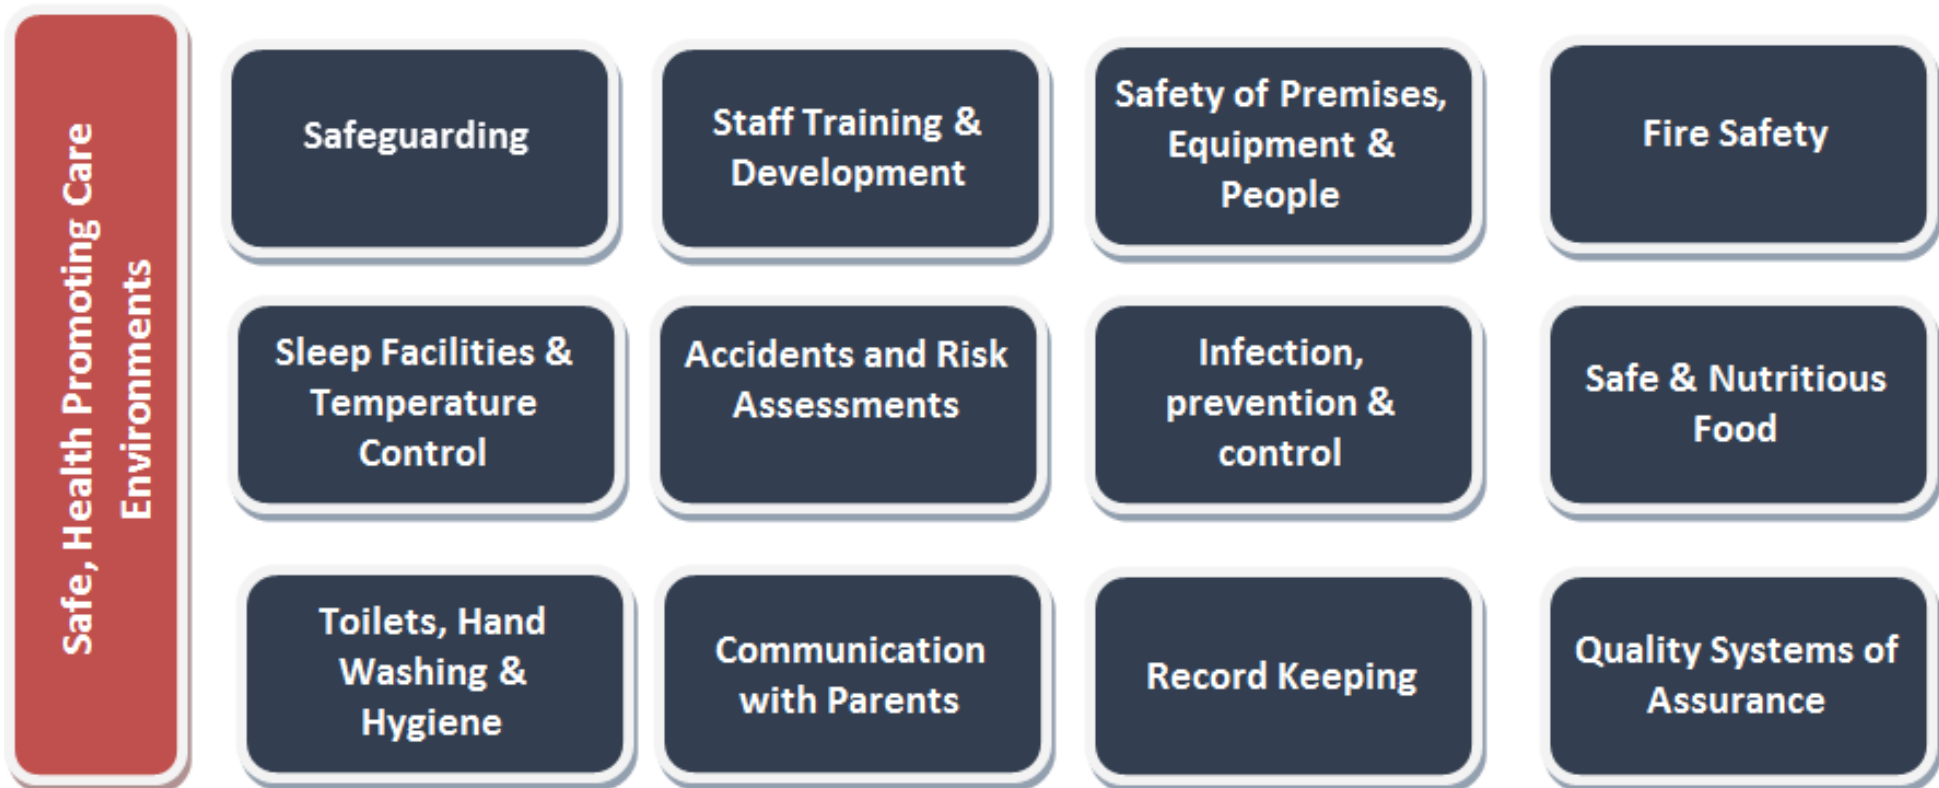 Safe, Health Promoting Care
Environments
Safeguarding
Staff Training &
Development
Safety of Premises,
Equipment &
People
Fire Safety
Sleep Facilities &
Temperature
Control
Accidents and Risk
Assessments
Infection,
prevention &
control
Safe & Nutritious
Food
Toilets, Hand
Washing &
Hygiene
Communication
with Parents
Record Keeping
Quality Systems of
Assurance